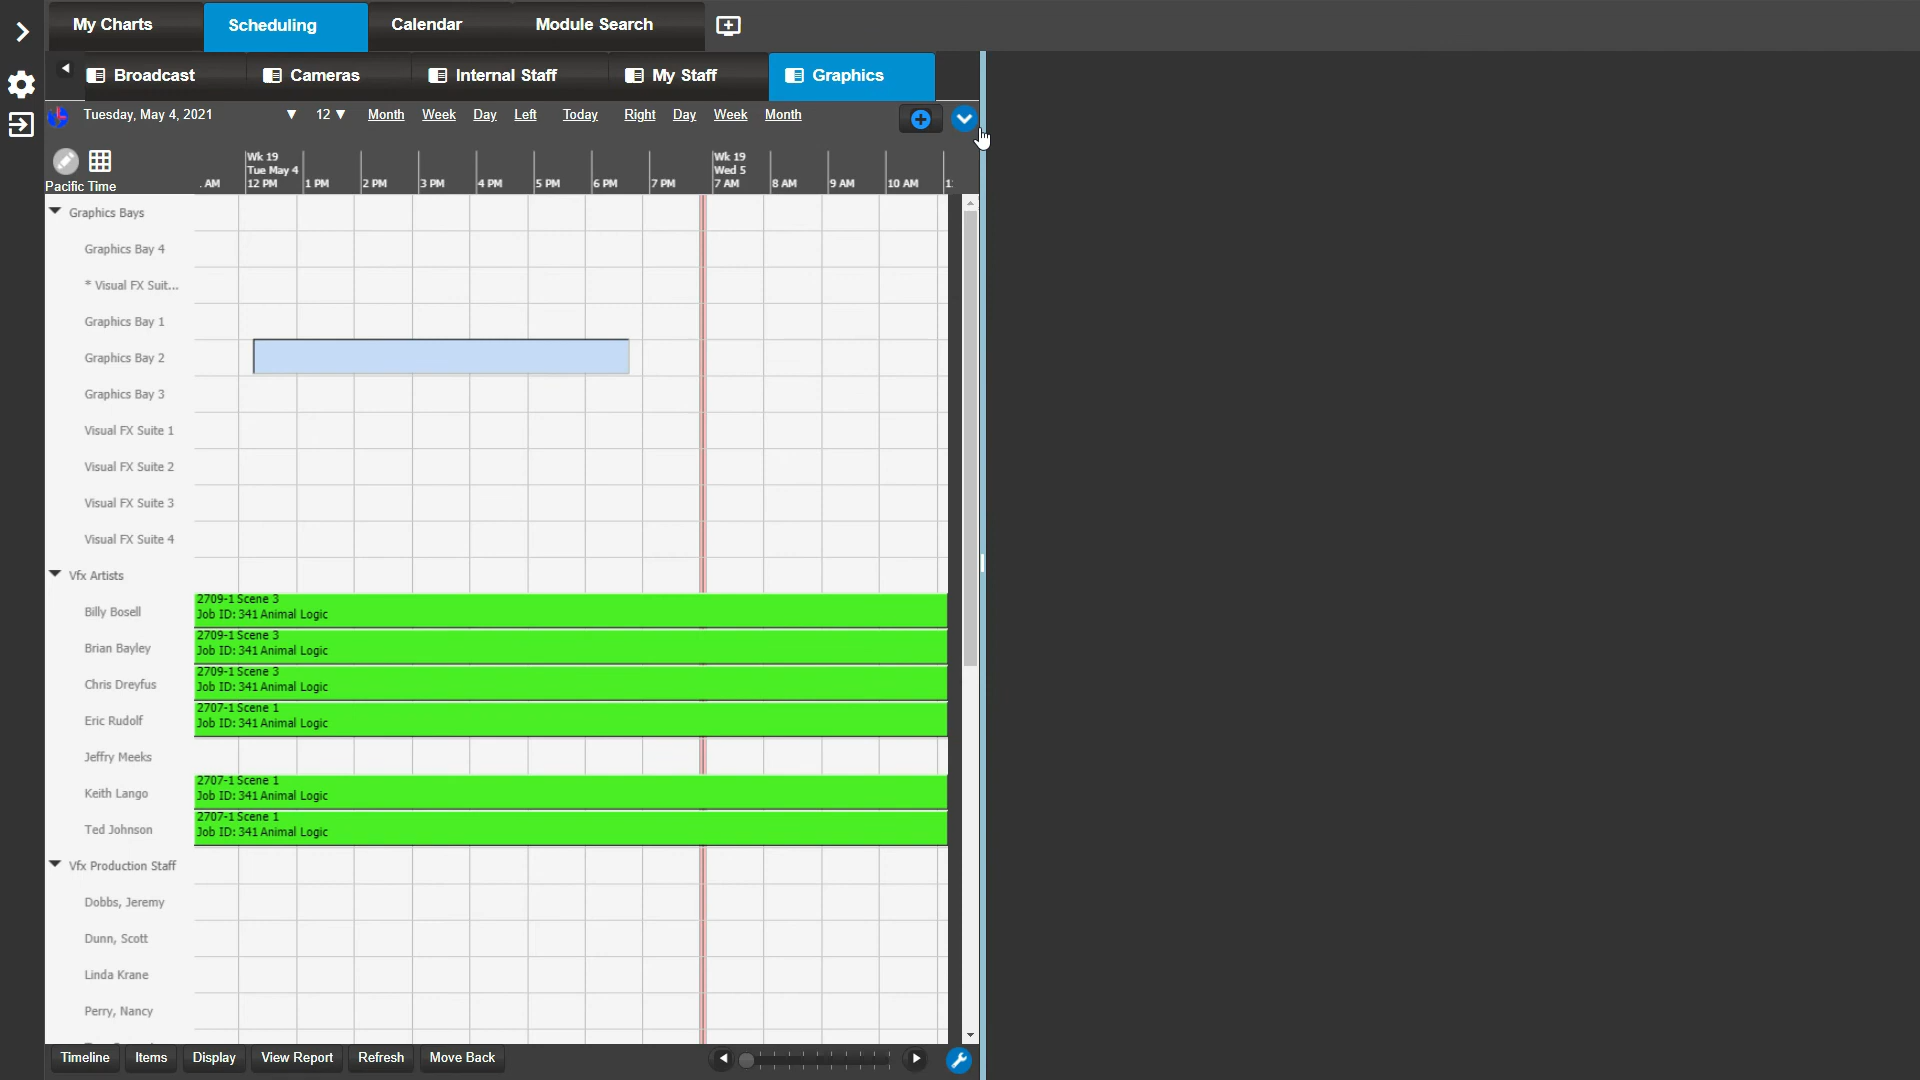 My Charts
Scheduling
Calendar
Module Search
Broadcast
Cameras
Internal Staff
My Staff
Graphics
Tuesday, May 4, 2021
12
Month
Week
Day
Left
Today
Right
Day
Week
Month
Pacific Time
. AM
Wk 19
Tue May 4
12 PM
1 PM
2 PM
3 PM
4 PM
5 PM
6 PM
7 PM
Wk 19
Wed 5
7 AM
8 AM
9 AM
10 AM
1:
Graphics Bays
Graphics Bay 4
* Visual FX Suit...
Graphics Bay 1
Graphics Bay 2
Graphics Bay 3
Visual FX Suite 1
Visual FX Suite 2
Visual FX Suite 3
Visual FX Suite 4
Vfx Artists
Billy Bosell
2709-1 Scene 3
Job ID: 341 Animal Logic
Brian Bayley
2709-1 Scene 3
Job ID: 341 Animal Logic
Chris Dreyfus
2709-1 Scene 3
Job ID: 341 Animal Logic
Eric Rudolf
2707-1 Scene 1
Job ID: 341 Animal Logic
Jeffry Meeks
Keith Lango
2707-1 Scene 1
Job ID: 341 Animal Logic
Ted Johnson
2707-1 Scene 1
Job ID: 341 Animal Logic
Vfx Production Staff
Dobbs, Jeremy
Dunn, Scott
Linda Krane
Perry, Nancy
Timeline
Items
Display
View Report
Refresh
Move Back